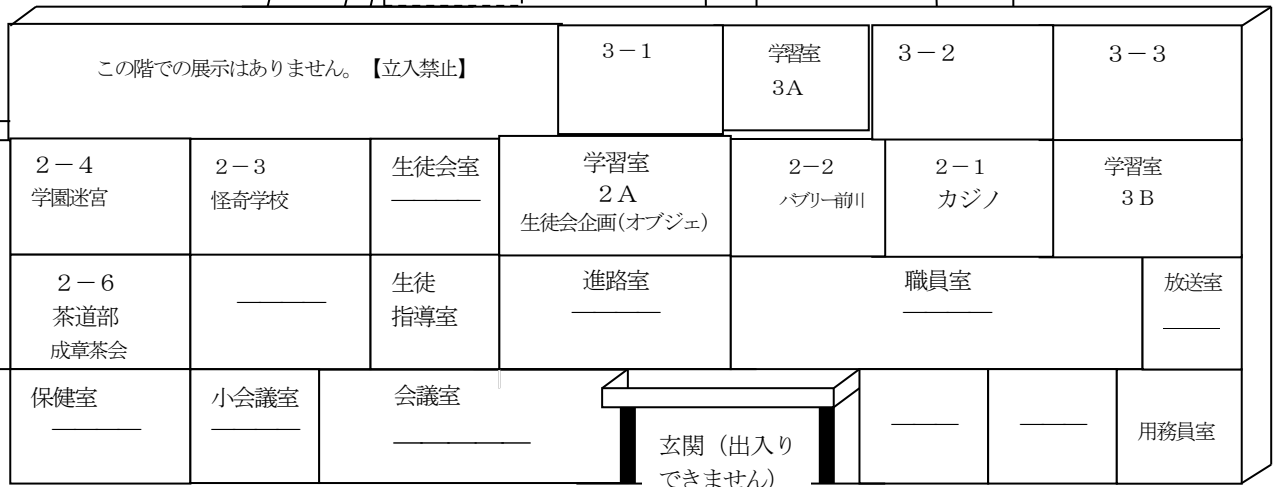 この階での展示はありません。【立入禁止】
3－1
学習室
3A
3－2
3－3
2－4
学園迷宮
2－3
怪奇学校
生徒会室
学習室
2A
生徒会企画(オブジェ)
2－2
バブリー前川
2－1
カジノ
学習室
3B
2－6
茶道部
成章茶会
生徒
指導室
進路室
職員室
放送室
保健室
小会議室
会議室
玄関（出入り
できません）
用務員室